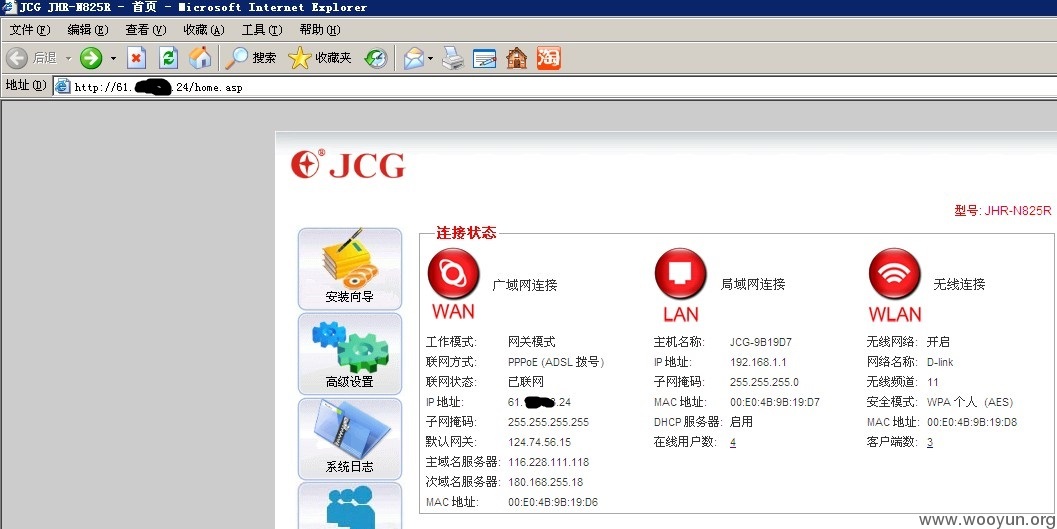 JCG JHR-N825R - 首页 - Microsoft Internet Explorer
文件(F) 编辑(E) 查看(V) 收藏(A) 工具(T) 帮助(H)
后退 搜索 收藏夹 淘
地址(D) http://61. .24/home.asp
JCG
型号: JHR-N825R
安装向导
高级设置
系统日志
连接状态
WAN 广域网连接
工作模式: 网关模式
联网方式: PPPoE (ADSL 拨号)
联网状态: 已联网
IP 地址: 61. .24
子网掩码: 255.255.255.255
默认网关: 124.74.56.15
主域名服务器: 116.228.111.118
次域名服务器: 180.168.255.18
MAC 地址: 00:E0:4B:9B:19:D6
LAN 局域网连接
主机名称: JCG-9B19D7
IP 地址: 192.168.1.1
子网掩码: 255.255.255.0
MAC 地址: 00:E0:4B:9B:19:D7
DHCP 服务器: 启用
在线用户数: 4
WLAN 无线连接
无线网络: 开启
网络名称: D-link
无线频道: 11
安全模式: WPA 个人 (AES)
MAC 地址: 00:E0:4B:9B:19:D8
客户端数: 3
www.wooyun.org